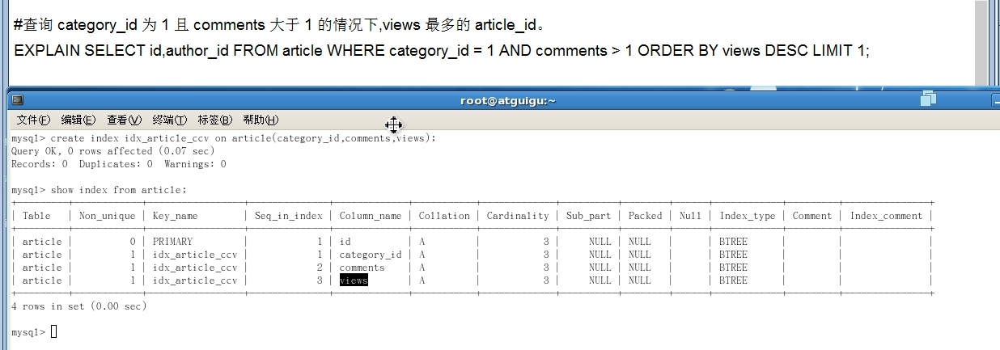 #查询 category_id 为 1 且 comments 大于 1 的情况下,views 最多的 article_id。
EXPLAIN SELECT id,author_id FROM article WHERE category_id = 1 AND comments > 1 ORDER BY views DESC LIMIT 1;
root@atguigu:~
文件(F) 编辑(E) 查看(V) 终端(T) 标签(B) 帮助(H)
mysql> create index idx_article_ccv on article(category_id,comments,views);
Query OK, 0 rows affected (0.07 sec)
Records: 0  Duplicates: 0  Warnings: 0
mysql> show index from article;
| Table | Non_unique | Key_name | Seq_in_index | Column_name | Collation | Cardinality | Sub_part | Packed | Null | Index_type | Comment | Index_comment |
| article | 0 | PRIMARY | 1 | id | A | 3 | NULL | NULL | | BTREE | | |
| article | 1 | idx_article_ccv | 1 | category_id | A | 3 | NULL | NULL | | BTREE | | |
| article | 1 | idx_article_ccv | 2 | comments | A | 3 | NULL | NULL | | BTREE | | |
| article | 1 | idx_article_ccv | 3 | views | A | 3 | NULL | NULL | | BTREE | | |
4 rows in set (0.00 sec)
mysql>